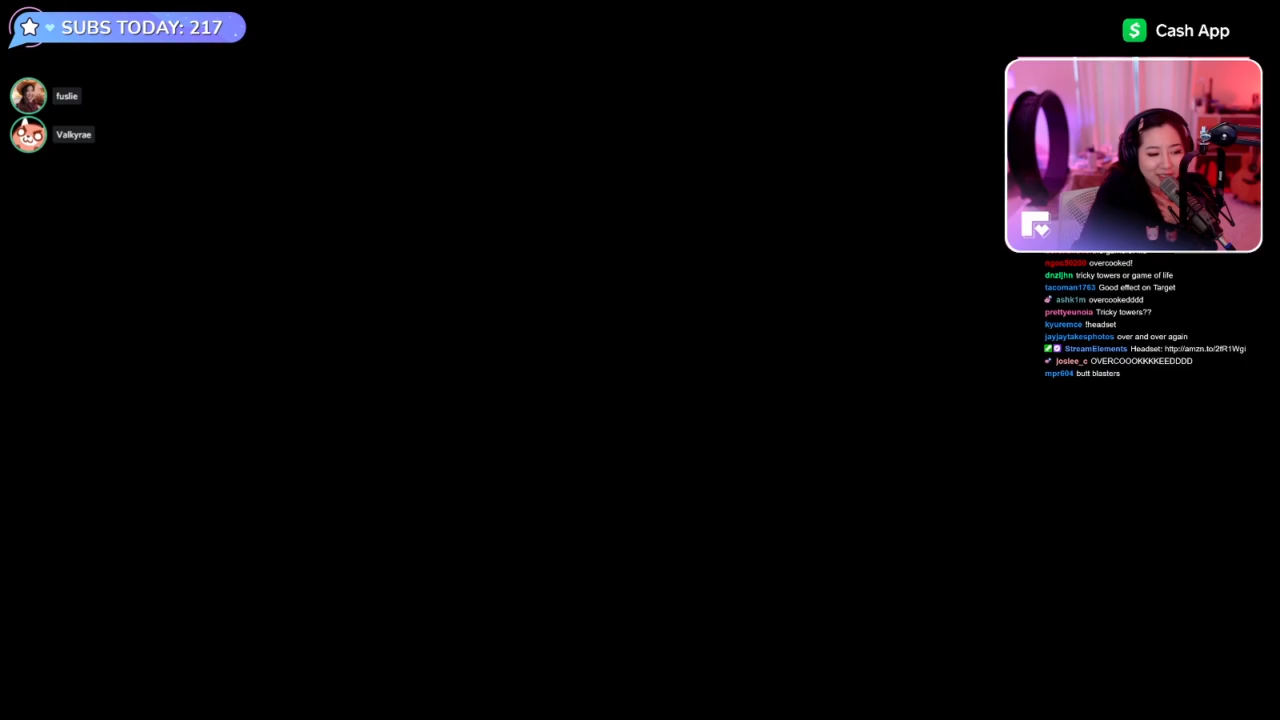 SUBS TODAY: 217
Cash App
fuslie
Valkyrae
overcooked!
dnzljhn tricky towers or game of life
tacoman1763 Good effect on Target
ashk1m overcookedddd
prettyeunoia Tricky towers??
kyuremce !headset
jayjaytakesphotos over and over again
StreamElements Headset: http://amzn.to/2fR1Wgi
joslee_c OVERCOOOKKKKEEDDDD
mpr604 butt blasters